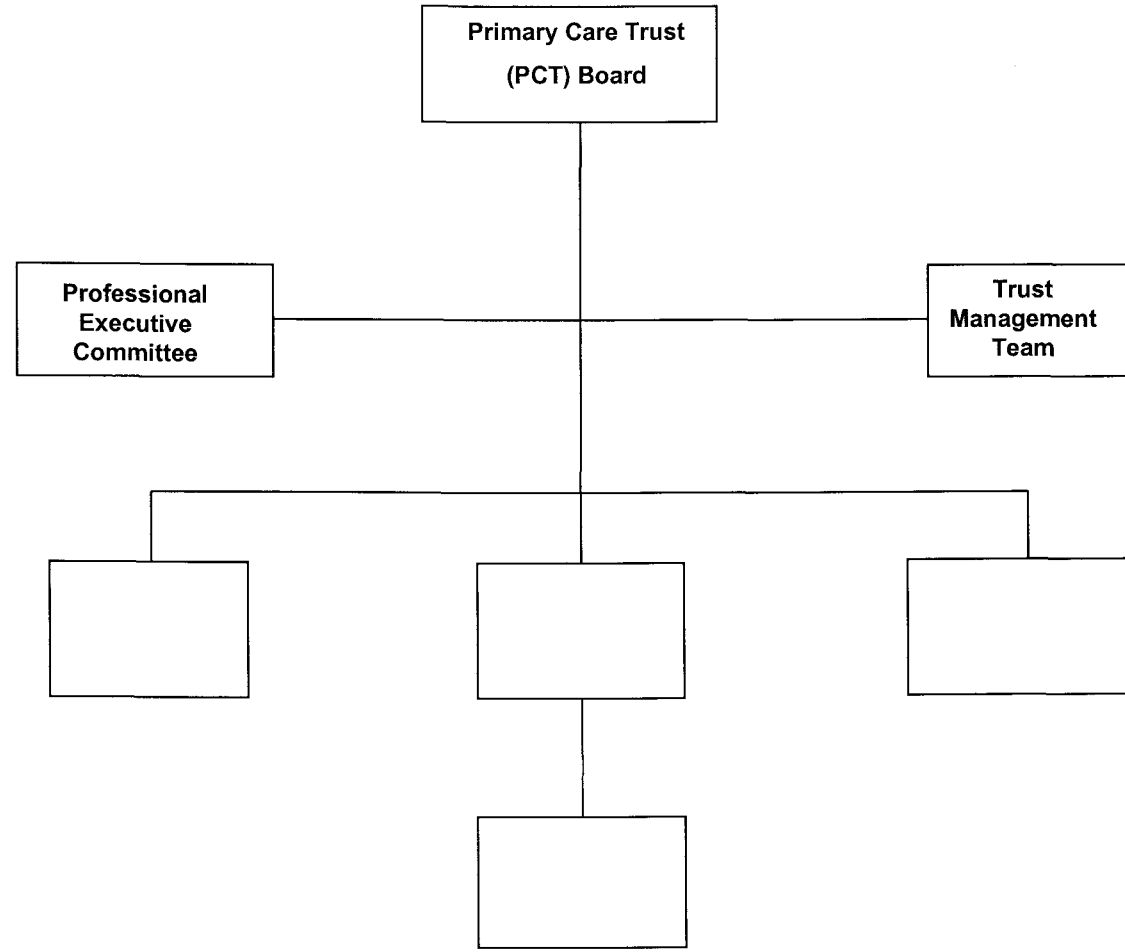 Primary Care Trust
(PCT) Board
Professional
Executive
Committee
Trust
Management
Team